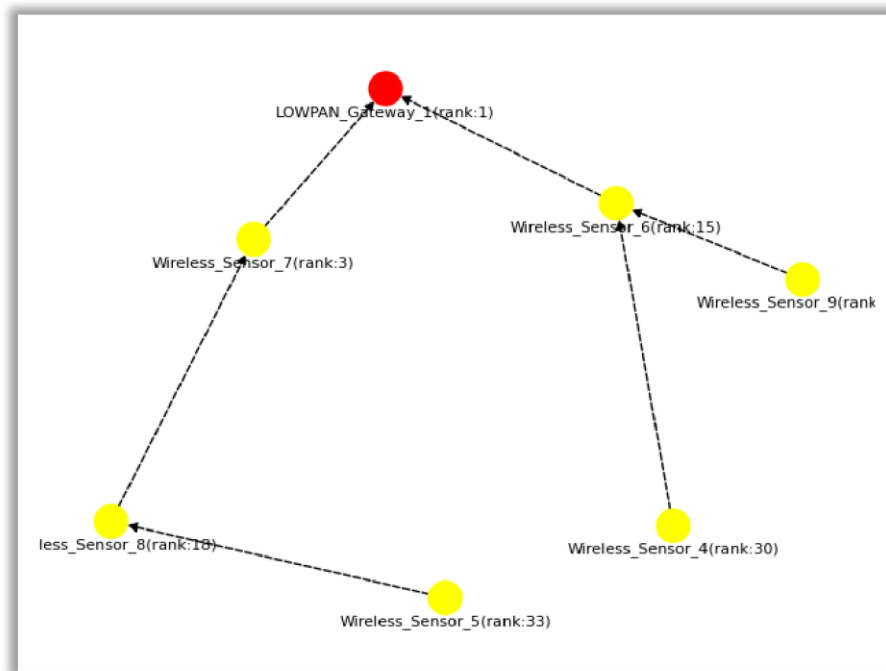 LOWPAN_Gateway_1(rank:1)
Wireless_Sensor_6(rank:15)
Wireless_Sensor_7(rank:3)
Wireless_Sensor_9(rank
less_Sensor_8(rank:18)
Wireless_Sensor_4(rank:30)
Wireless_Sensor_5(rank:33)